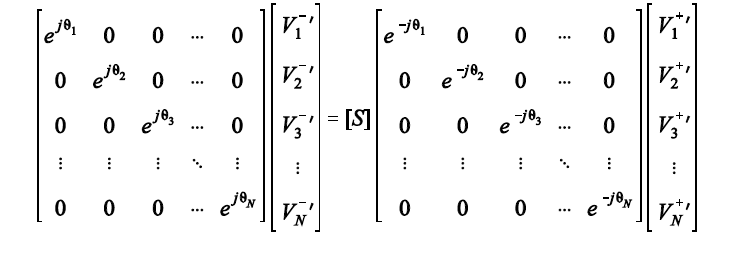 e^{jθ_1} 0 0 ... 0 V_1^-′ e^{-jθ_1} 0 0 ... 0 V_1^+′
0 e^{jθ_2} 0 ... 0 V_2^-′ 0 e^{-jθ_2} 0 ... 0 V_2^+′
0 0 e^{jθ_3} ... 0 V_3^-′ = [S] 0 0 e^{-jθ_3} ... 0 V_3^+′
⋮ ⋮ ⋮ ⋱ ⋮ ⋮ ⋮ ⋮ ⋮ ⋱ ⋮ ⋮
0 0 0 ... e^{jθ_N} V_N^-′ 0 0 0 ... e^{-jθ_N} V_N^+′